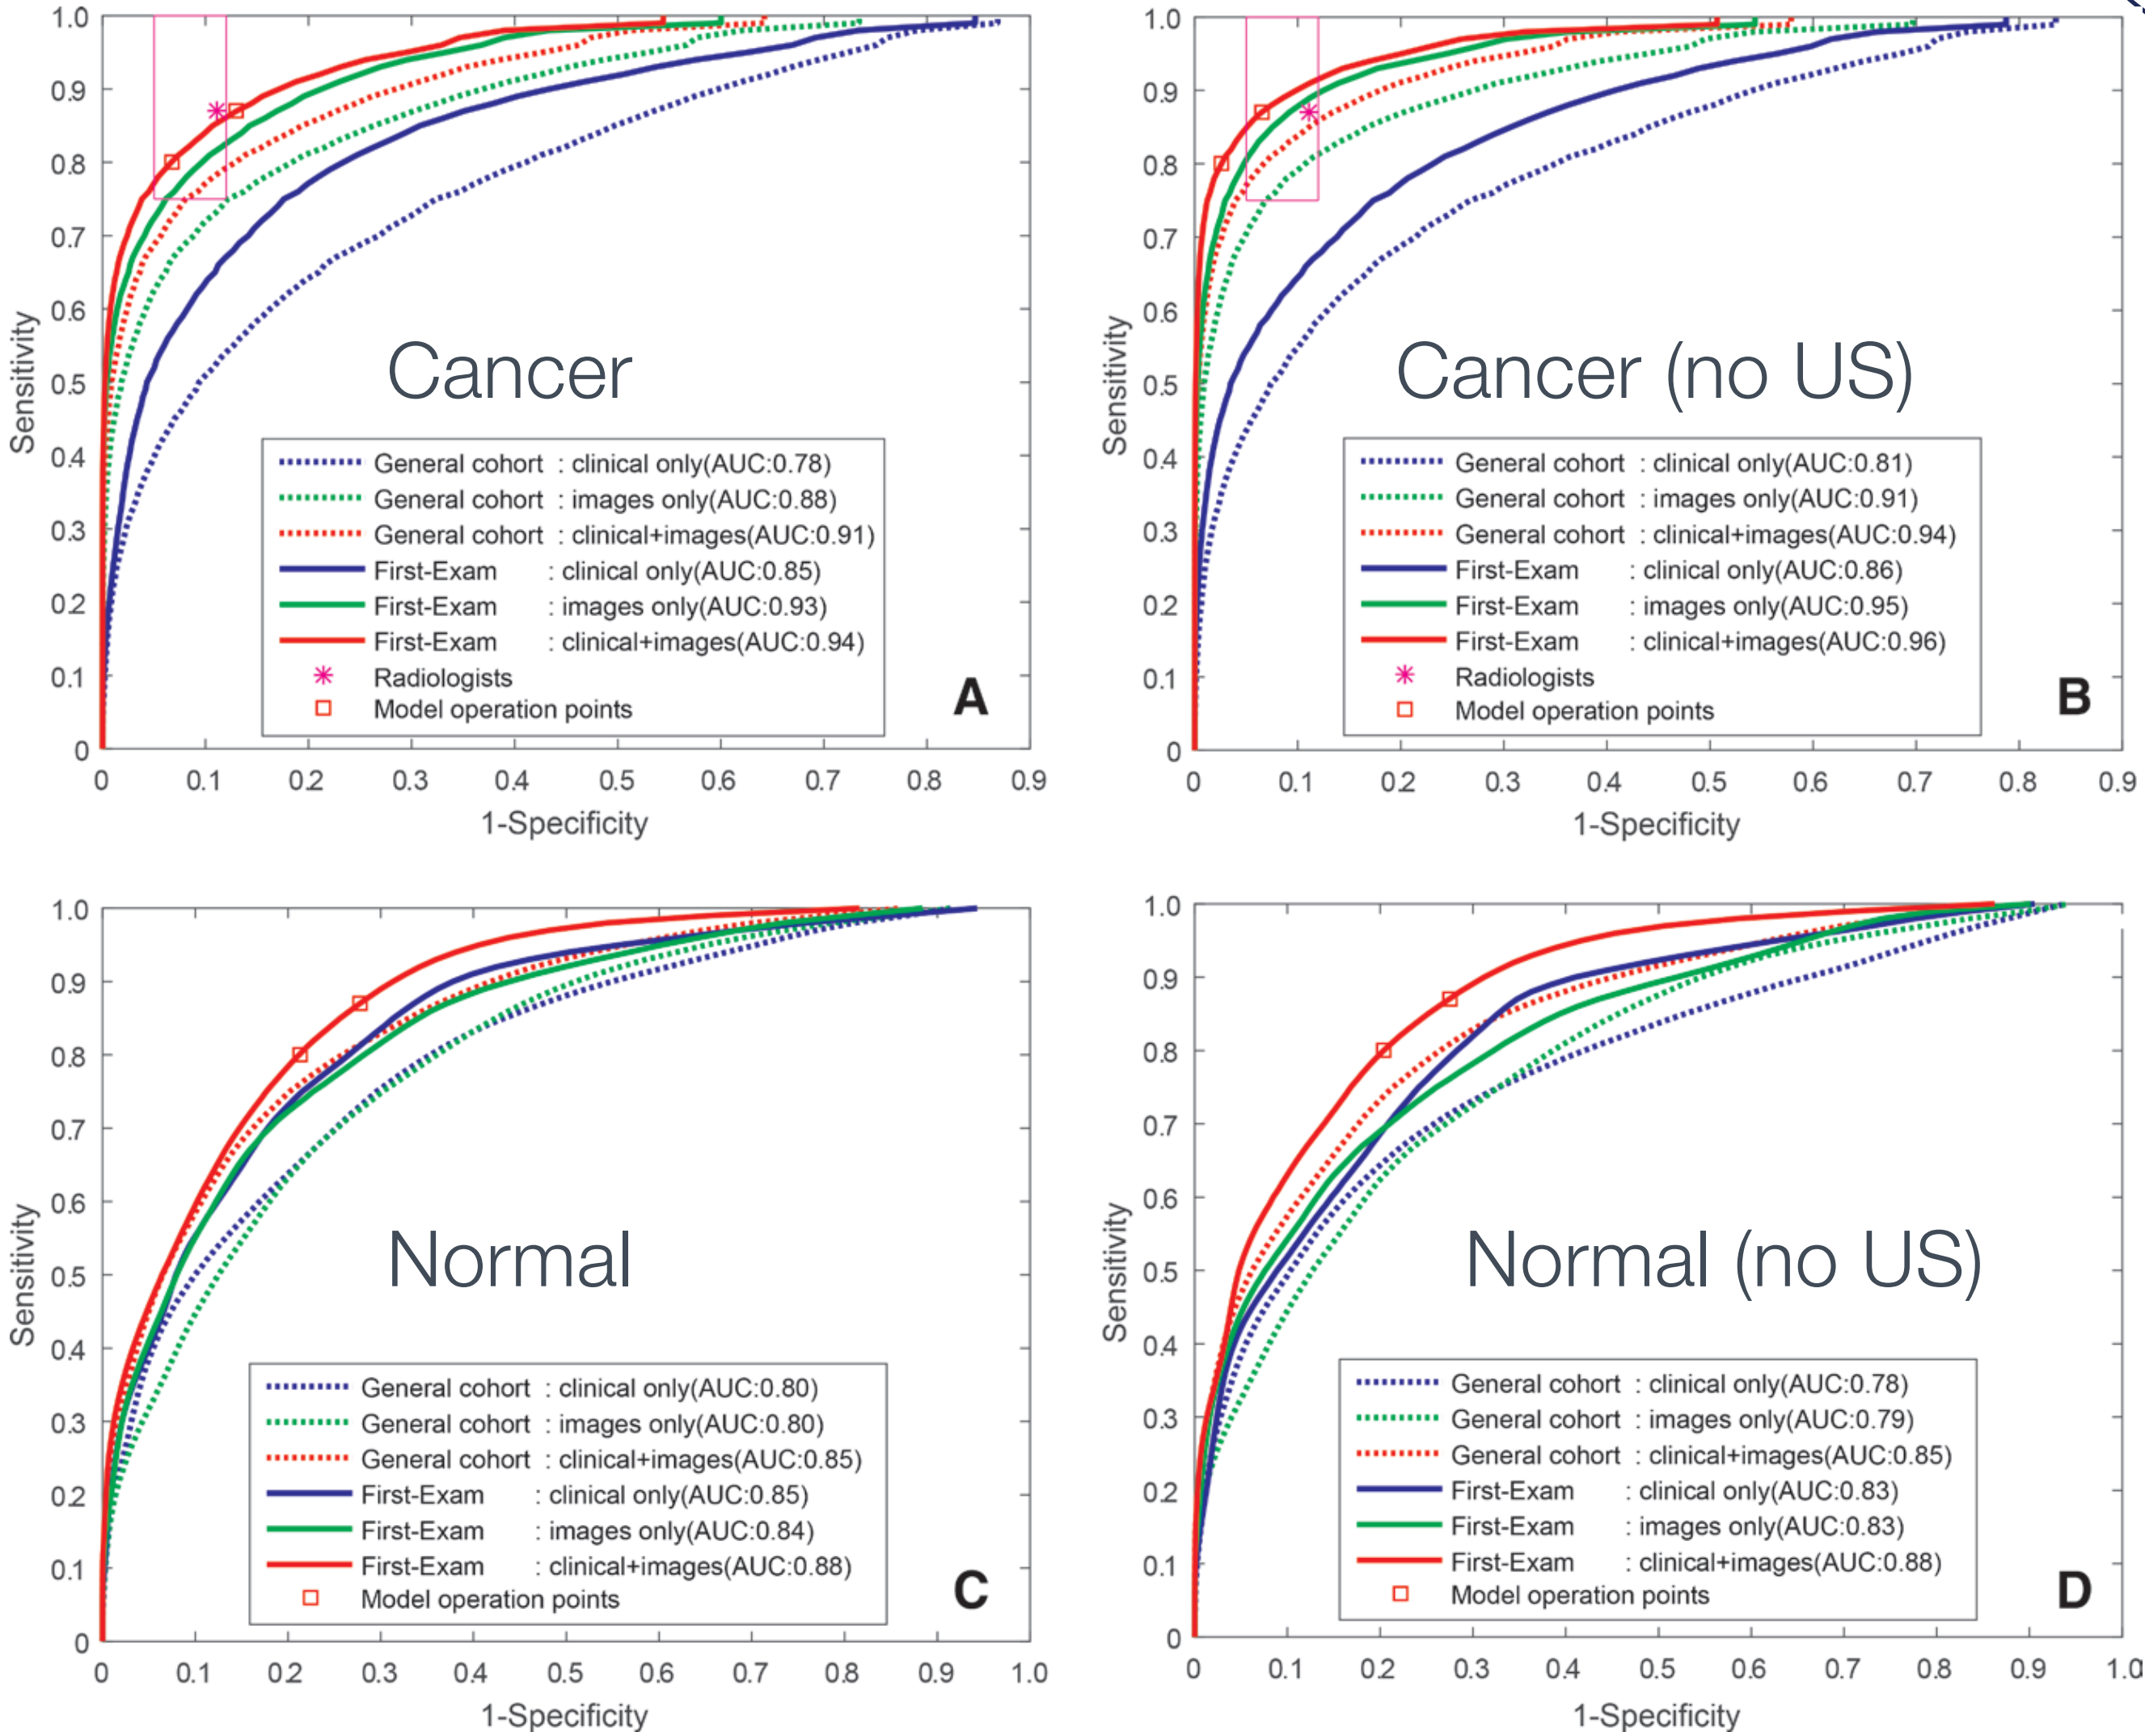 1.0
0.9
0.8
0.7
0.6
0.5
0.4
0.3
0.2
0.1
0
Sensitivity
Cancer
General cohort : clinical only(AUC:0.78)
General cohort : images only(AUC:0.88)
General cohort : clinical+images(AUC:0.91)
First-Exam : clinical only(AUC:0.85)
First-Exam : images only(AUC:0.93)
First-Exam : clinical+images(AUC:0.94)
Radiologists
Model operation points
A
0 0.1 0.2 0.3 0.4 0.5 0.6 0.7 0.8 0.9
1-Specificity
1.0
0.9
0.8
0.7
0.6
0.5
0.4
0.3
0.2
0.1
0
Sensitivity
Cancer (no US)
General cohort : clinical only(AUC:0.81)
General cohort : images only(AUC:0.91)
General cohort : clinical+images(AUC:0.94)
First-Exam : clinical only(AUC:0.86)
First-Exam : images only(AUC:0.95)
First-Exam : clinical+images(AUC:0.96)
Radiologists
Model operation points
B
0 0.1 0.2 0.3 0.4 0.5 0.6 0.7 0.8 0.9
1-Specificity
1.0
0.9
0.8
0.7
0.6
0.5
0.4
0.3
0.2
0.1
0
Sensitivity
Normal
General cohort : clinical only(AUC:0.80)
General cohort : images only(AUC:0.80)
General cohort : clinical+images(AUC:0.85)
First-Exam : clinical only(AUC:0.85)
First-Exam : images only(AUC:0.84)
First-Exam : clinical+images(AUC:0.88)
Model operation points
C
0 0.1 0.2 0.3 0.4 0.5 0.6 0.7 0.8 0.9 1.0
1-Specificity
1.0
0.9
0.8
0.7
0.6
0.5
0.4
0.3
0.2
0.1
0
Sensitivity
Normal (no US)
General cohort : clinical only(AUC:0.78)
General cohort : images only(AUC:0.79)
General cohort : clinical+images(AUC:0.85)
First-Exam : clinical only(AUC:0.83)
First-Exam : images only(AUC:0.83)
First-Exam : clinical+images(AUC:0.88)
Model operation points
D
0 0.1 0.2 0.3 0.4 0.5 0.6 0.7 0.8 0.9 1.0
1-Specificity